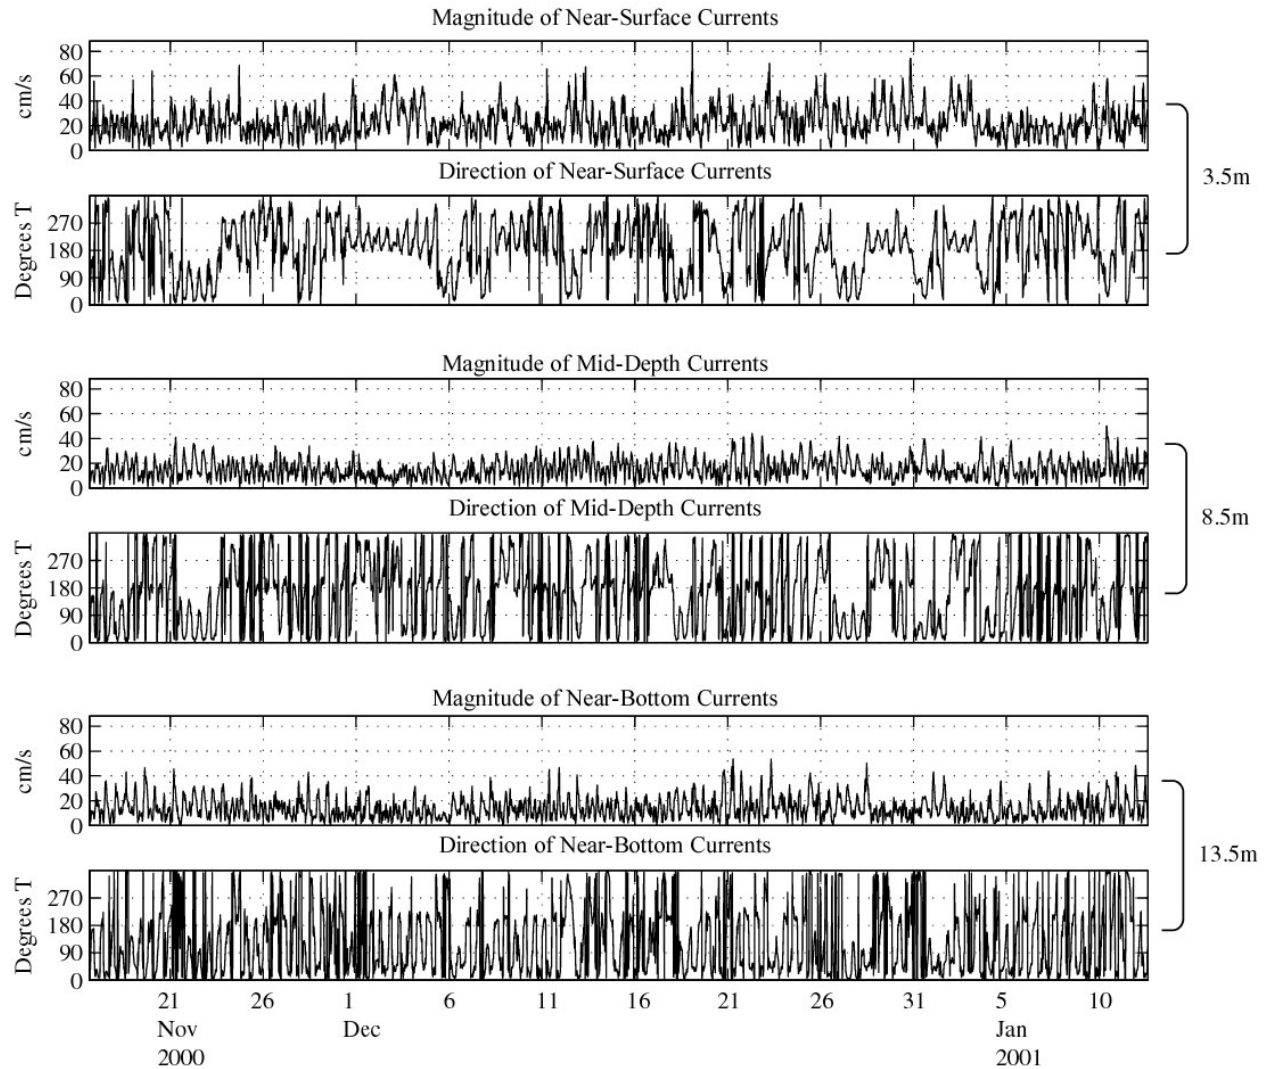 Magnitude of Near-Surface Currents
80
60
40
20
0
cm/s
Direction of Near-Surface Currents
270
180
90
0
Degrees T
3.5m
Magnitude of Mid-Depth Currents
80
60
40
20
0
cm/s
Direction of Mid-Depth Currents
270
180
90
0
Degrees T
8.5m
Magnitude of Near-Bottom Currents
80
60
40
20
0
cm/s
Direction of Near-Bottom Currents
270
180
90
0
Degrees T
13.5m
21 26 1 6 11 16 21 26 31 5 10
Nov Dec Jan
2000 2001